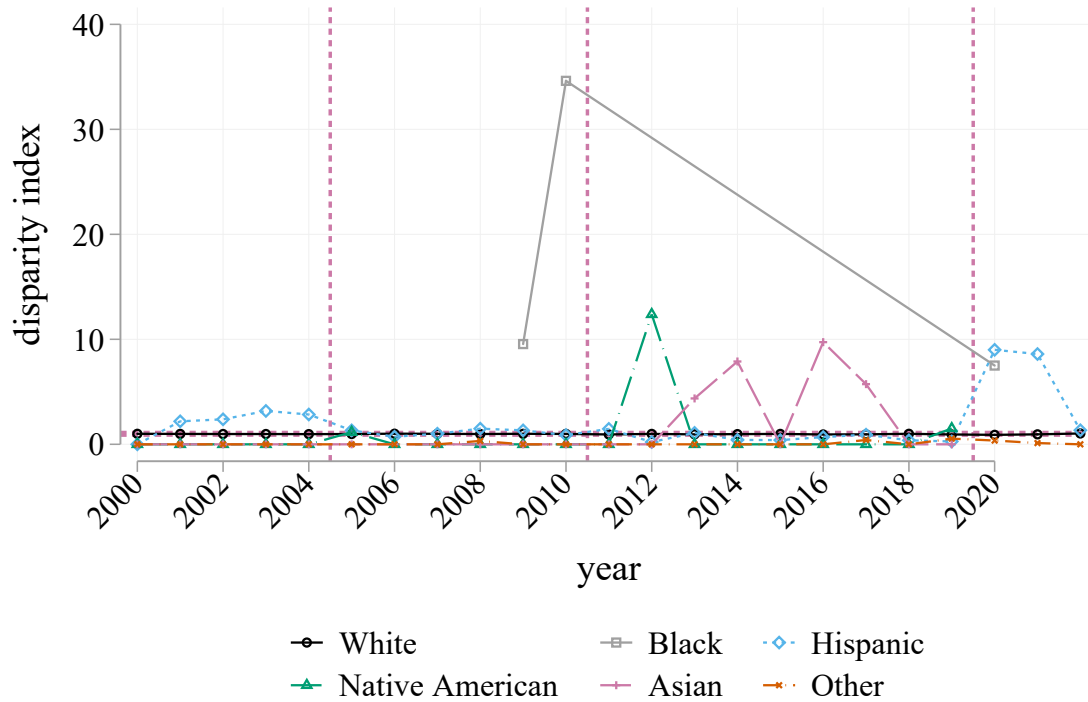 40
30
20
10
0
disparity index
2000 2002 2004 2006 2008 2010 2012 2014 2016 2018 2020
year
White Black Hispanic
Native American Asian Other